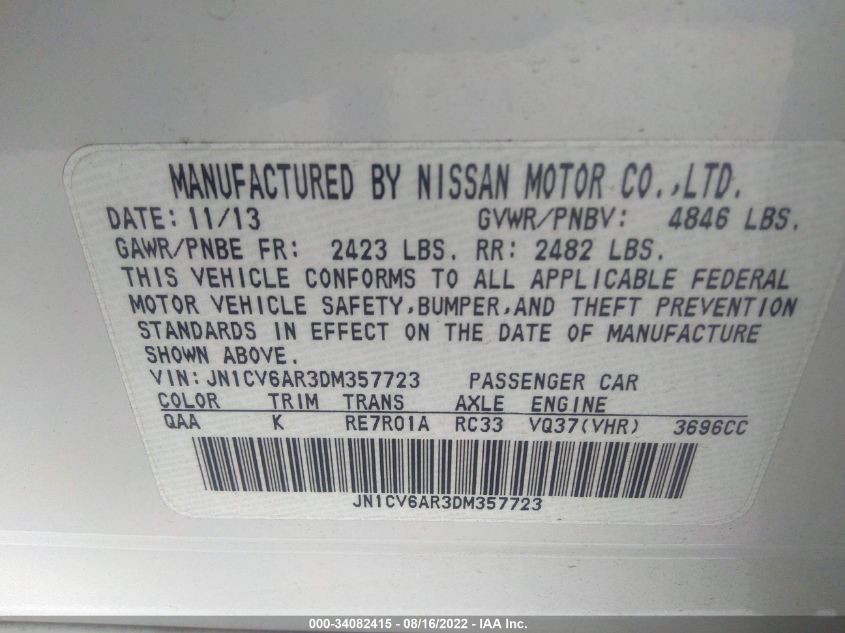 MANUFACTURED BY NISSAN MOTOR CO.,LTD.
DATE: 11/13 GVWR/PNBV: 4846 LBS.
GAWR/PNBE FR: 2423 LBS. RR: 2482 LBS.
THIS VEHICLE CONFORMS TO ALL APPLICABLE FEDERAL
MOTOR VEHICLE SAFETY,BUMPER,AND THEFT PREVENTION
STANDARDS IN EFFECT ON THE DATE OF MANUFACTURE
SHOWN ABOVE.
VIN: JN1CV6AR3DM357723 PASSENGER CAR
COLOR TRIM TRANS AXLE ENGINE
QAA K RE7R01A RC33 VQ37(VHR) 3696CC
JN1CV6AR3DM357723
000-34082415 - 08/16/2022 - IAA Inc.